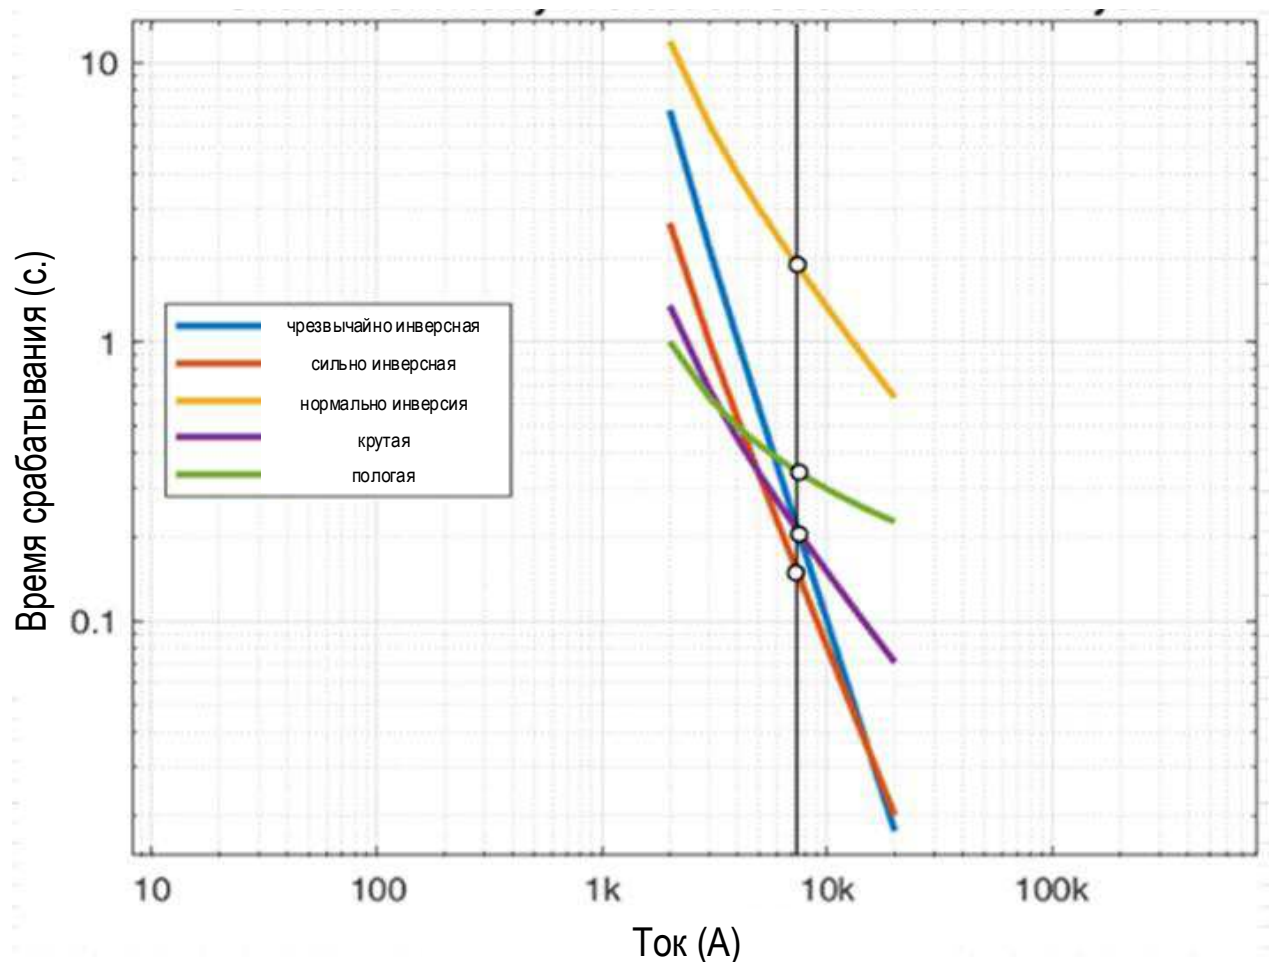 10
1
0.1
Время срабатывания (с.)
чрезвычайно инверсная
сильно инверсная
нормально инверсия
крутая
пологая
10 100 1k 10k 100k
Ток (А)